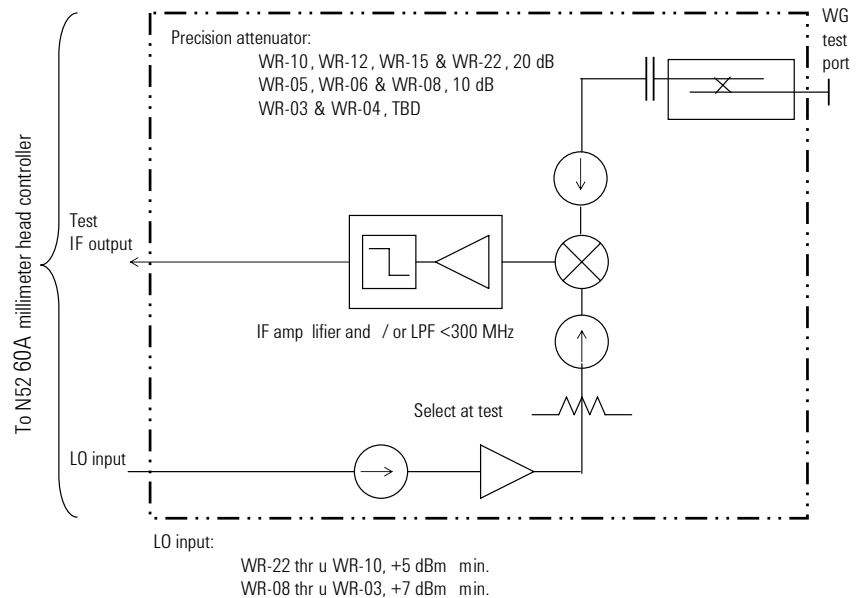 WG
test
port
Precision attenuator:
WR-10, WR-12, WR-15 & WR-22, 20 dB
WR-05, WR-06 & WR-08, 10 dB
WR-03 & WR-04, TBD
Test
IF output
IF amp lifier and / or LPF <300 MHz
Select at test
LO input
To N52 60A millimeter head controller
LO input:
WR-22 thr u WR-10, +5 dBm min.
WR-08 thr u WR-03, +7 dBm min.